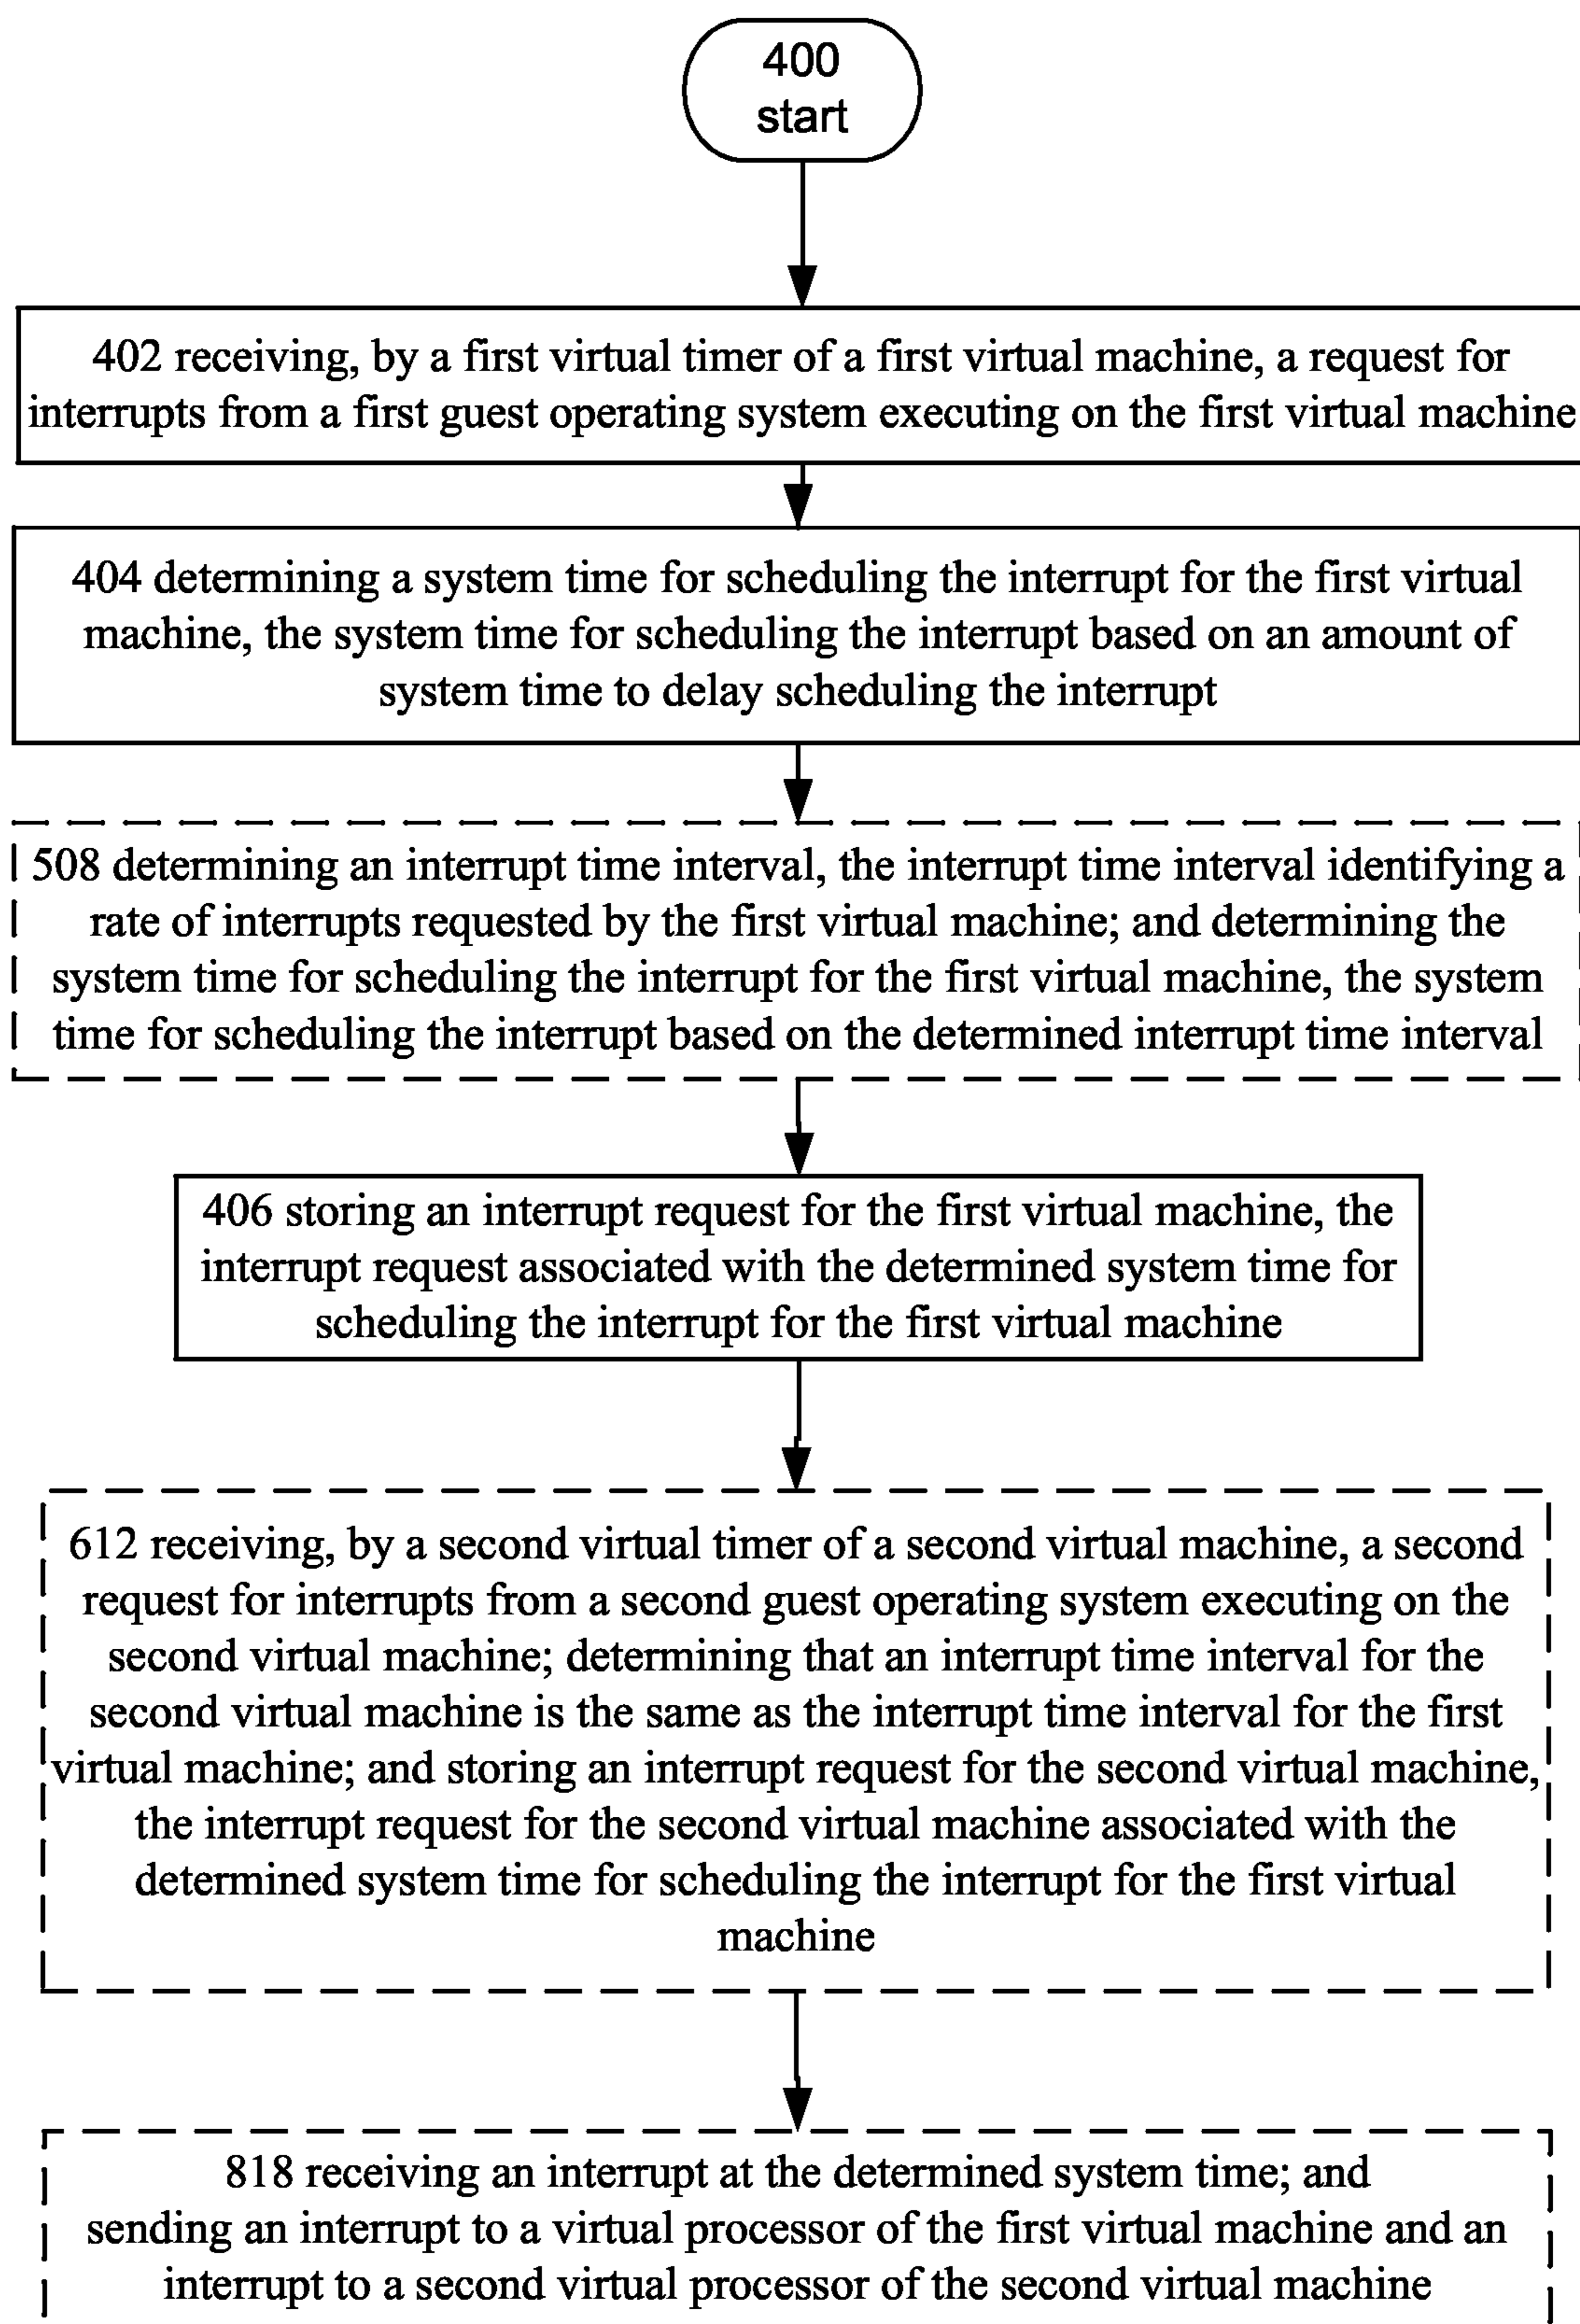 400
start
402 receiving, by a first virtual timer of a first virtual machine, a request for
interrupts from a first guest operating system executing on the first virtual machine
404 determining a system time for scheduling the interrupt for the first virtual
machine, the system time for scheduling the interrupt based on an amount of
system time to delay scheduling the interrupt
508 determining an interrupt time interval, the interrupt time interval identifying a
rate of interrupts requested by the first virtual machine; and determining the
system time for scheduling the interrupt for the first virtual machine, the system
time for scheduling the interrupt based on the determined interrupt time interval
406 storing an interrupt request for the first virtual machine, the
interrupt request associated with the determined system time for
scheduling the interrupt for the first virtual machine
612 receiving, by a second virtual timer of a second virtual machine, a second
request for interrupts from a second guest operating system executing on the
second virtual machine; determining that an interrupt time interval for the
second virtual machine is the same as the interrupt time interval for the first
virtual machine; and storing an interrupt request for the second virtual machine,
the interrupt request for the second virtual machine associated with the
determined system time for scheduling the interrupt for the first virtual
machine
818 receiving an interrupt at the determined system time; and
sending an interrupt to a virtual processor of the first virtual machine and an
interrupt to a second virtual processor of the second virtual machine